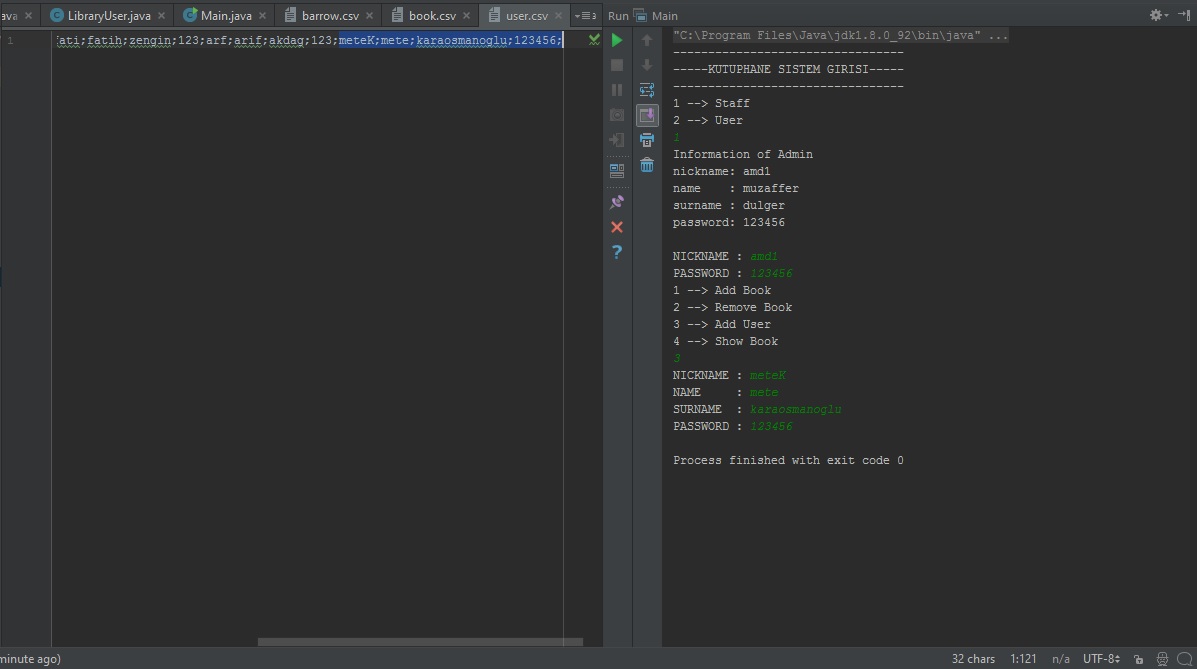 ava LibraryUser.java Main.java barrow.csv book.csv user.csv 3 Run Main
1 fati;fatih;zengin;123;arf;arif;akdag;123;meteK;mete;karaosmanoglu;123456;
"C:\Program Files\Java\jdk1.8.0_92\bin\java" ...
---------------------------------
-----KUTUPHANE SISTEM GIRISI-----
---------------------------------
1 --> Staff
2 --> User
1
Information of Admin
nickname: amd1
name    : muzaffer
surname : dulger
password: 123456
NICKNAME : amd1
PASSWORD : 123456
1 --> Add Book
2 --> Remove Book
3 --> Add User
4 --> Show Book
3
NICKNAME : meteK
NAME     : mete
SURNAME  : karaosmanoglu
PASSWORD : 123456
Process finished with exit code 0
?
minute ago) 32 chars 1:121 n/a UTF-8